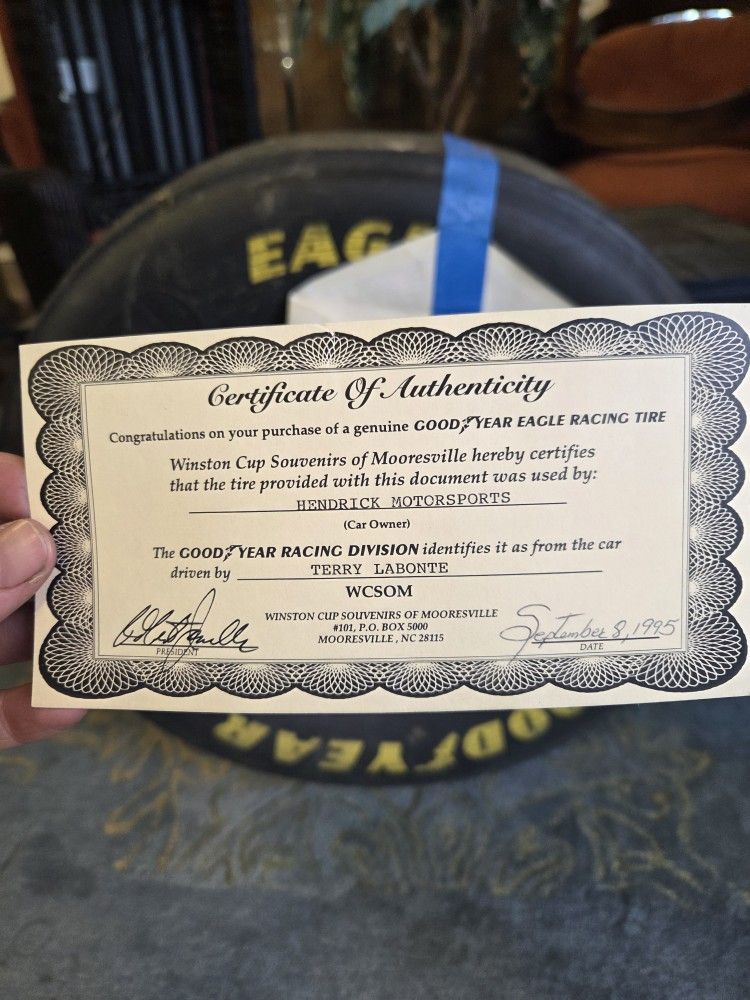 EAG
Certificate Of Authenticity
Congratulations on your purchase of a genuine GOODYEAR EAGLE RACING TIRE
Winston Cup Souvenirs of Mooresville hereby certifies
that the tire provided with this document was used by:
HENDRICK MOTORSPORTS
(Car Owner)
The GOODYEAR RACING DIVISION identifies it as from the car
driven by TERRY LABONTE
WCSOM
WINSTON CUP SOUVENIRS OF MOORESVILLE
#101, P.O. BOX 5000
MOORESVILLE, NC 28115
PRESIDENT
September 8, 1995
DATE
GOODYEAR